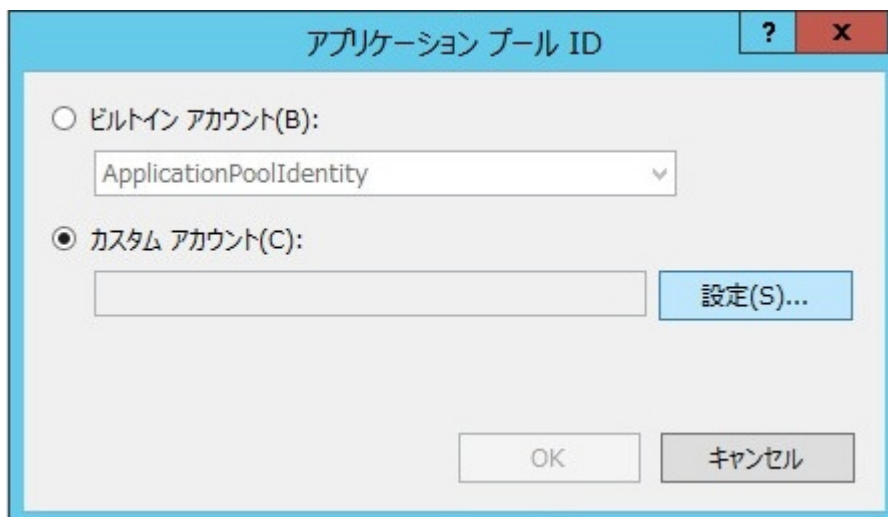 アプリケーション プール ID
? x
ビルトイン アカウント(B):
ApplicationPoolIdentity
カスタム アカウント(C):
設定(S)...
OK キャンセル